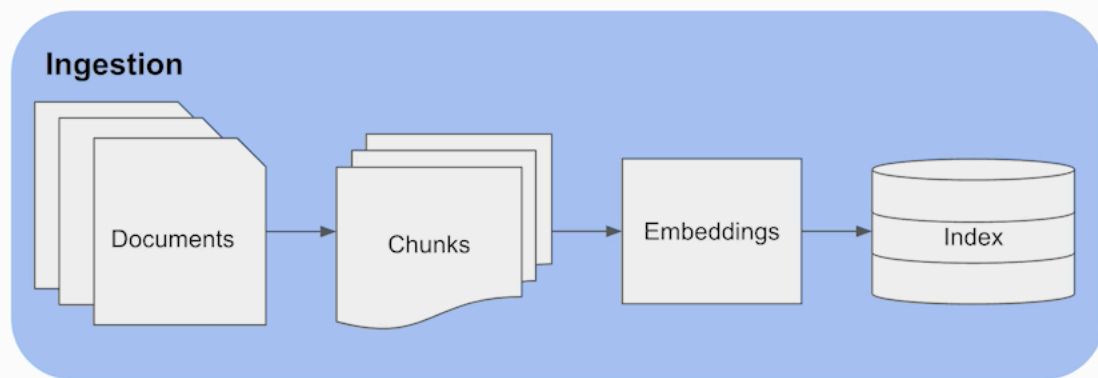 Ingestion
Documents
Chunks
Embeddings
Index